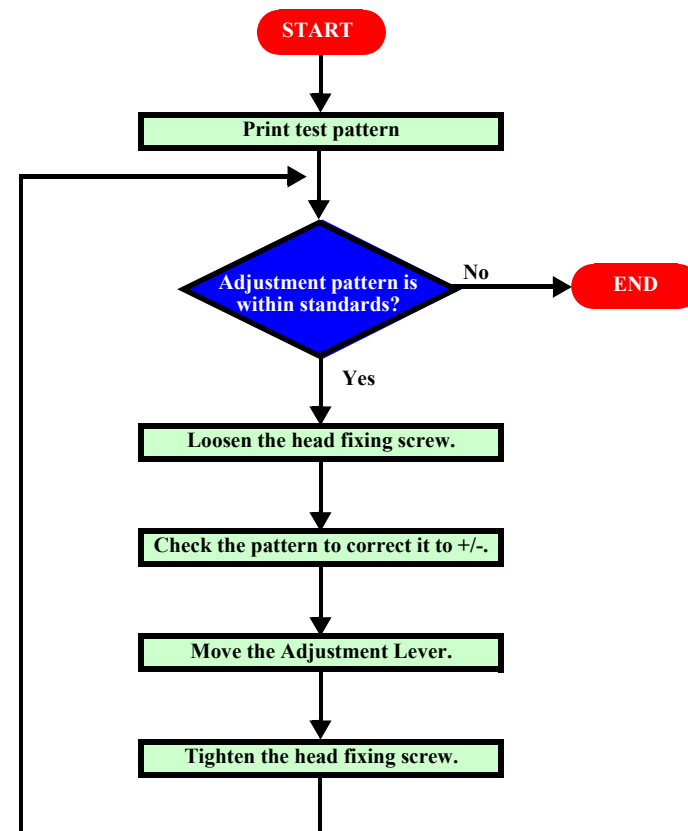 START
Print test pattern
Adjustment pattern is
within standards?
No
END
Yes
Loosen the head fixing screw.
Check the pattern to correct it to +/-.
Move the Adjustment Lever.
Tighten the head fixing screw.